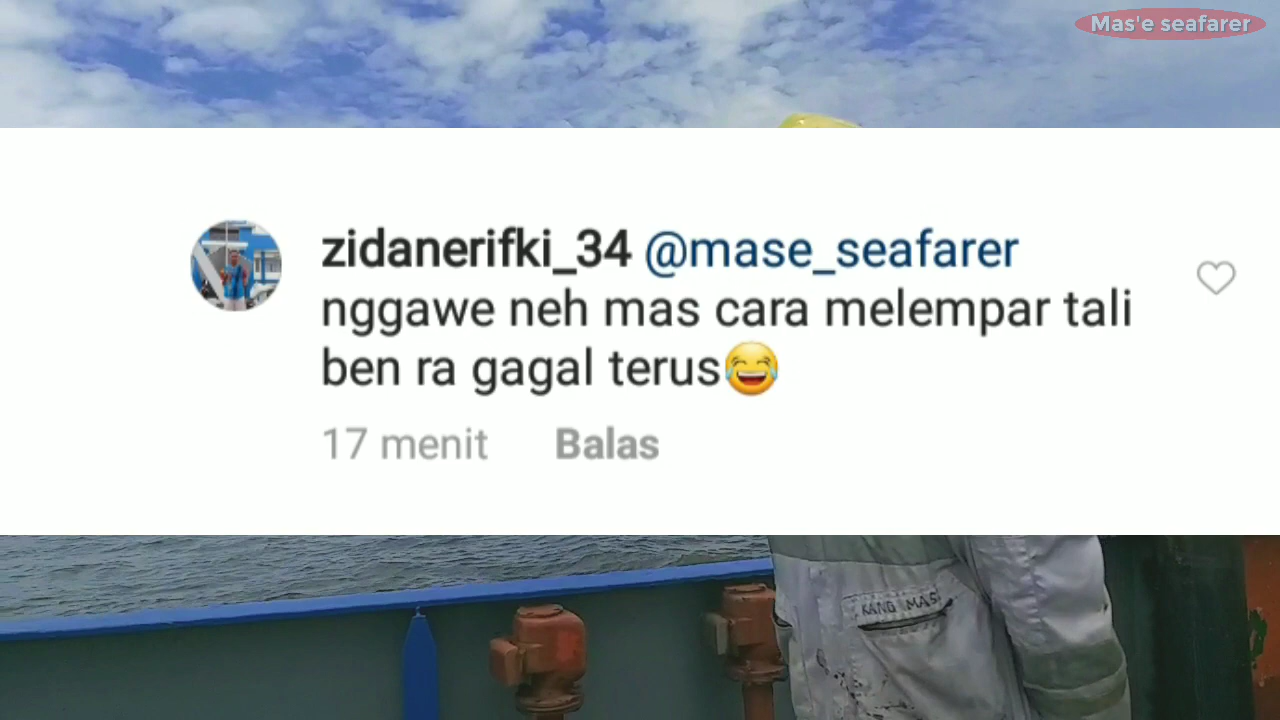 Mas'e seafarer
zidanerifki_34 @mase_seafarer
nggawe neh mas cara melempar tali
ben ra gagal terus😂
17 menit Balas
KANG MAS